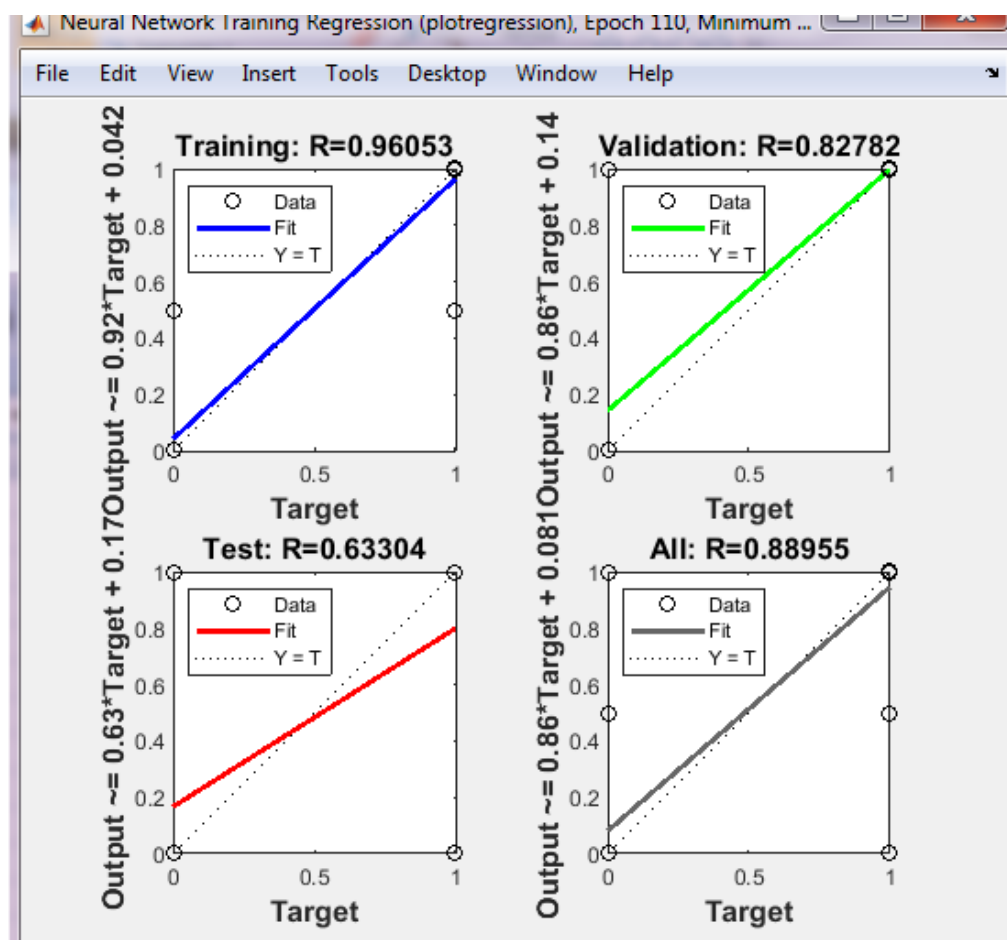 Neural Network Training Regression (plotregression), Epoch 110, Minimum ...
File Edit View Insert Tools Desktop Window Help
Training: R=0.96053
Output ~= 0.92*Target + 0.042
1
0.8
0.6
0.4
0.2
0
Data
Fit
Y = T
0 0.5 1
Target
Validation: R=0.82782
Output ~= 0.86*Target + 0.14
1
0.8
0.6
0.4
0.2
0
Data
Fit
Y = T
0 0.5 1
Target
Test: R=0.63304
Output ~= 0.63*Target + 0.17
1
0.8
0.6
0.4
0.2
0
Data
Fit
Y = T
0 0.5 1
Target
All: R=0.88955
Output ~= 0.86*Target + 0.081
1
0.8
0.6
0.4
0.2
0
Data
Fit
Y = T
0 0.5 1
Target